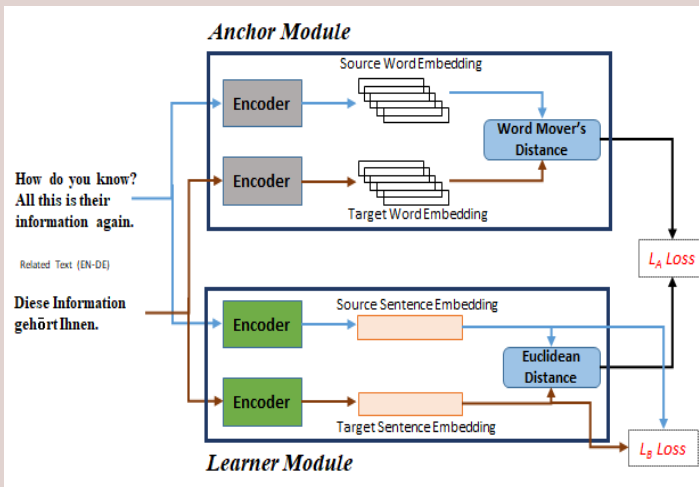 Anchor Module
Source Word Embedding
Encoder
Word Mover's
Distance
Encoder
Target Word Embedding
How do you know?
All this is their
information again.
Related Text (EN-DE)
Diese Information
gehört Ihnen.
L_A Loss
Source Sentence Embedding
Encoder
Euclidean
Distance
Encoder
Target Sentence Embedding
L_B Loss
Learner Module